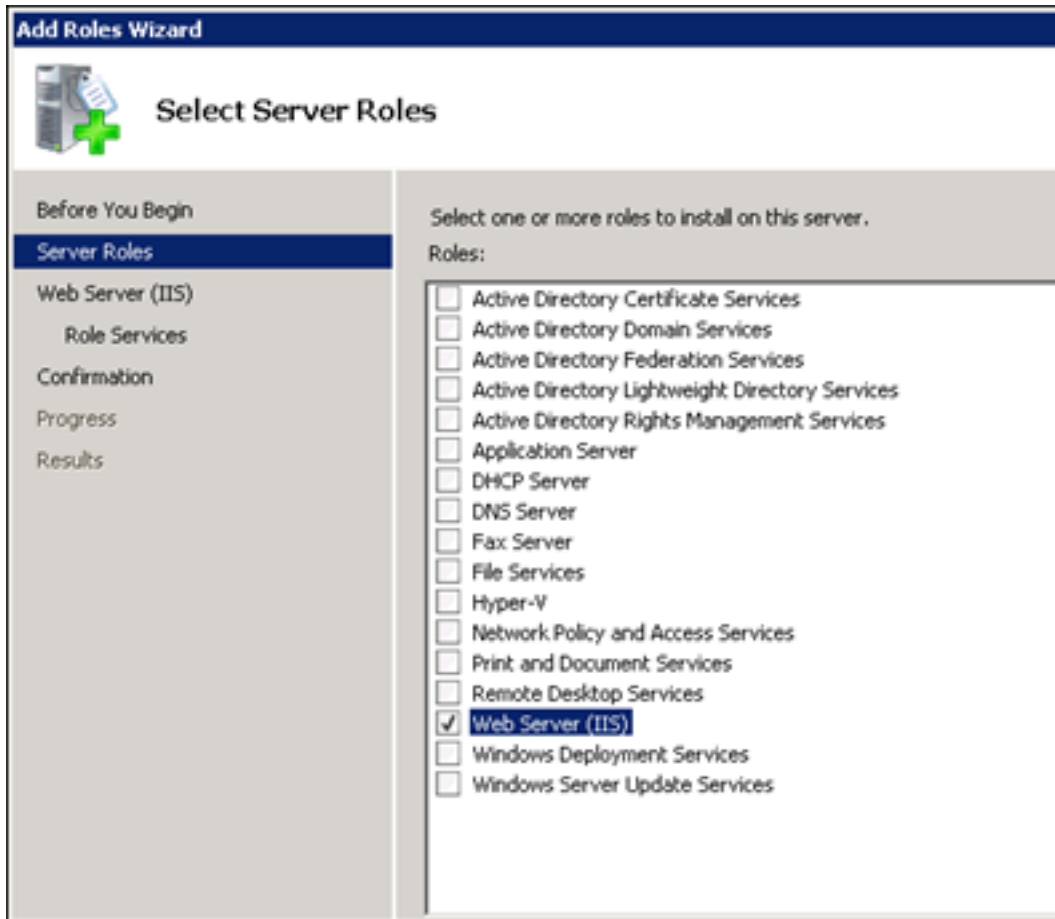 Add Roles Wizard
Select Server Roles
Before You Begin
Server Roles
Web Server (IIS)
Role Services
Confirmation
Progress
Results
Select one or more roles to install on this server.
Roles:
Active Directory Certificate Services
Active Directory Domain Services
Active Directory Federation Services
Active Directory Lightweight Directory Services
Active Directory Rights Management Services
Application Server
DHCP Server
DNS Server
Fax Server
File Services
Hyper-V
Network Policy and Access Services
Print and Document Services
Remote Desktop Services
Web Server (IIS)
Windows Deployment Services
Windows Server Update Services